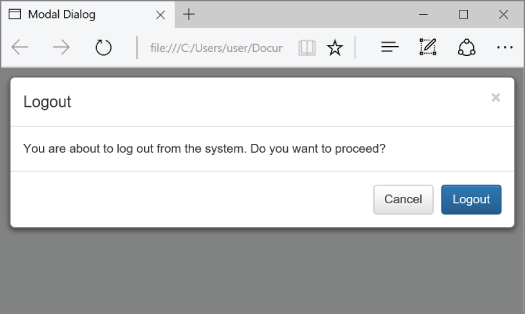 Modal Dialog
file:///C:/Users/user/Docur
Logout
You are about to log out from the system. Do you want to proceed?
Cancel
Logout